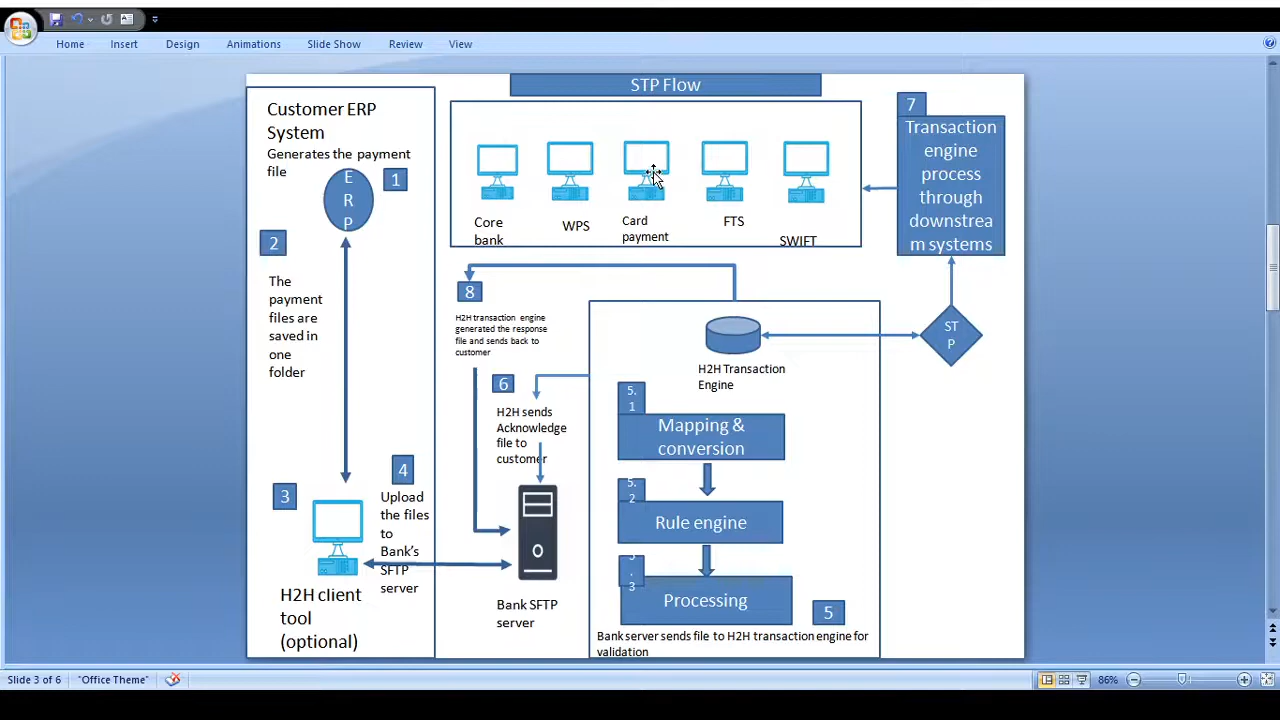 Home Insert Design Animations Slide Show Review View
STP Flow
Customer ERP
System
Generates the payment
file
E
R
P
1
2
The
payment
files are
saved in
one
folder
3
H2H client
tool
(optional)
4
Upload
the files
to
Bank's
SFTP
server
Core
bank
WPS
Card
payment
FTS
SWIFT
7
Transaction
engine
process
through
downstrea
m systems
ST
P
8
H2H transaction engine
generated the response
file and sends back to
customer
6
H2H sends
Acknowledge
file to
customer
Bank SFTP
server
H2H Transaction
Engine
5.
1
Mapping &
conversion
5.
2
Rule engine
5
.
3
Processing
5
Bank server sends file to H2H transaction engine for
validation
Slide 3 of 6 "Office Theme" 86%